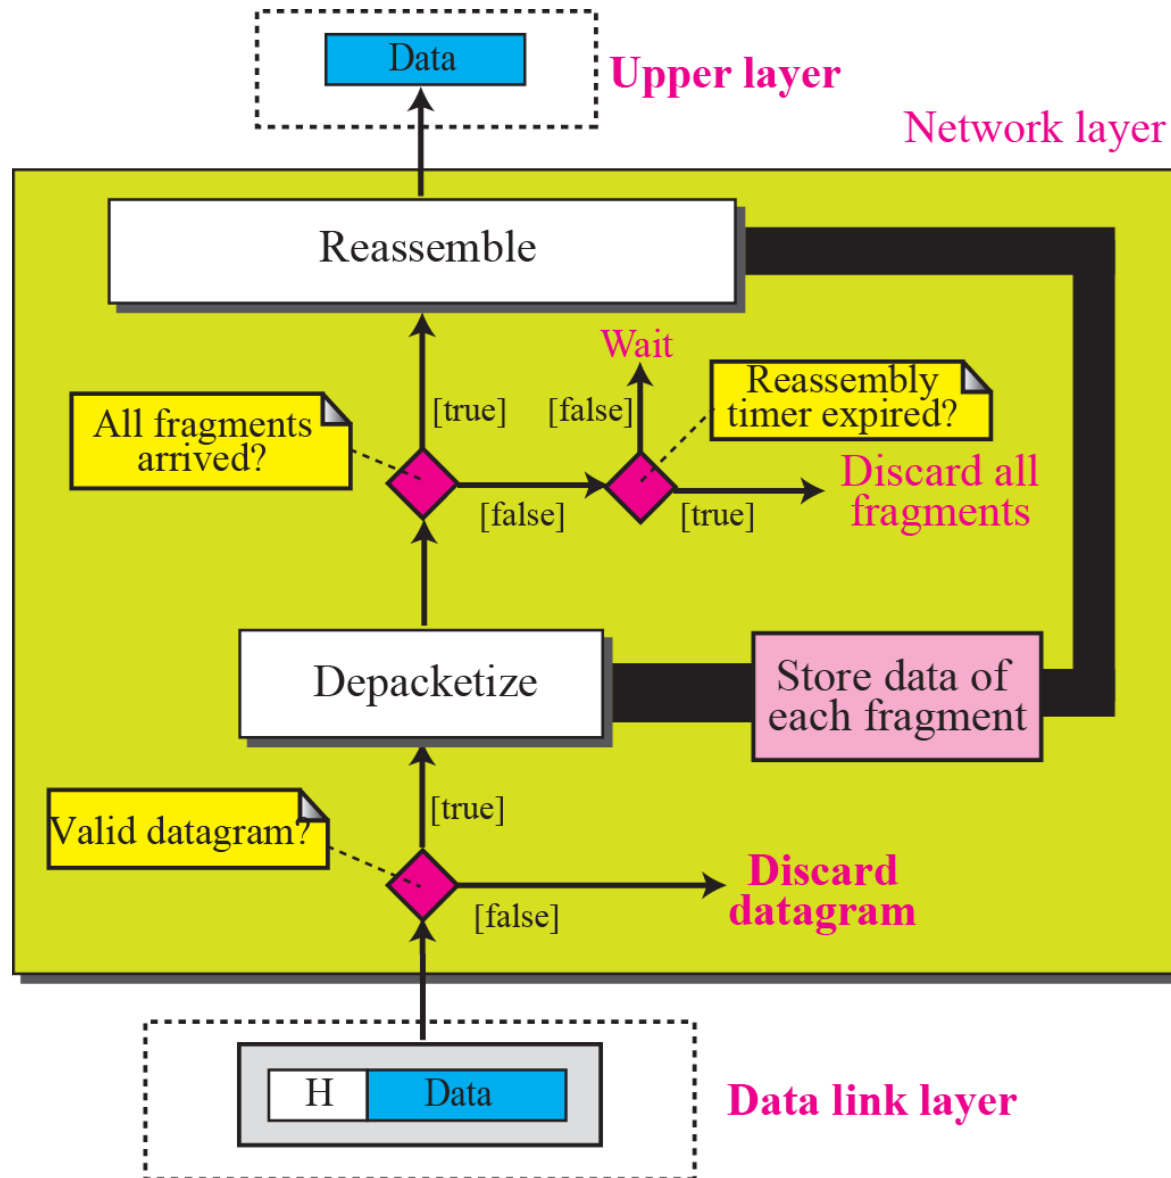 Data
Upper layer
Network layer
Reassemble
Wait
Reassembly
timer expired?
[true]
[false]
All fragments
arrived?
Discard all
fragments
[false]
[true]
Depacketize
Store data of
each fragment
[true]
Valid datagram?
Discard
datagram
[false]
H
Data
Data link layer